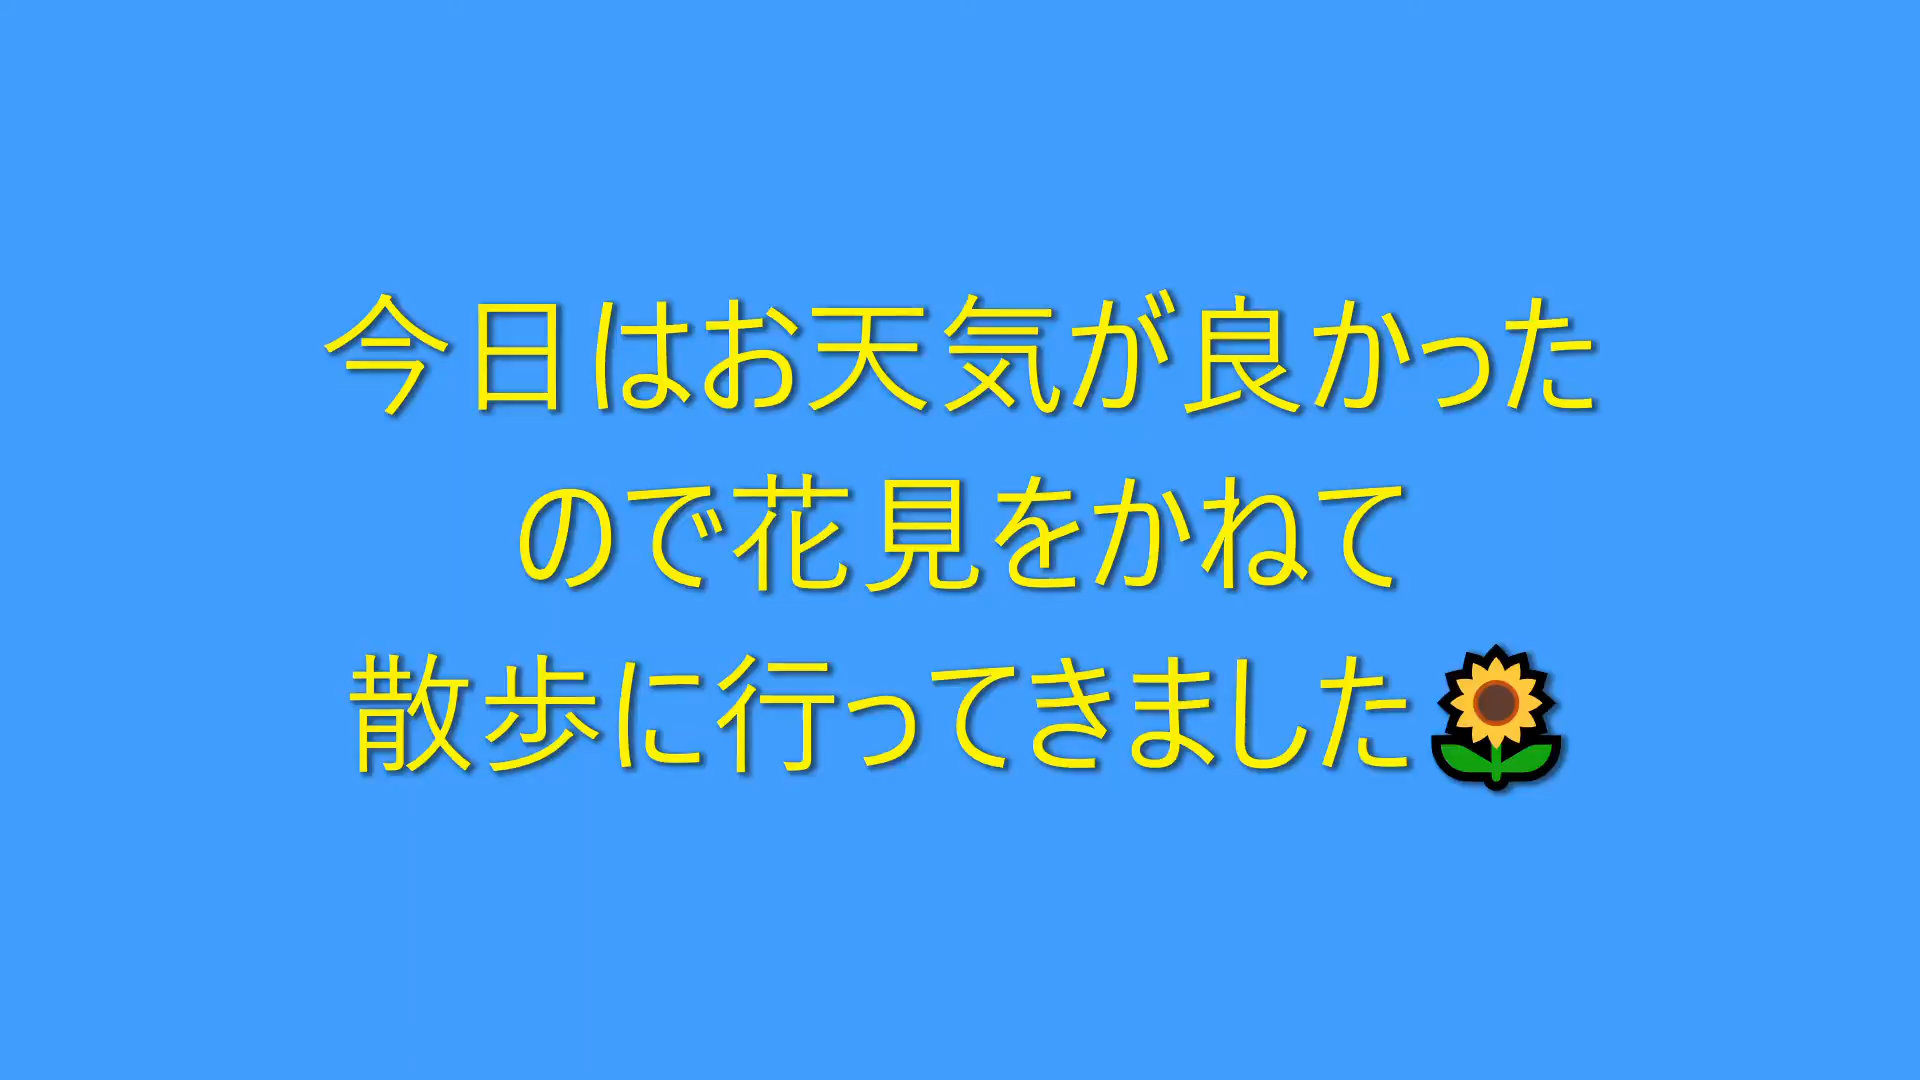 今日はお天気が良かった
ので花見をかねて
散歩に行ってきました🌻